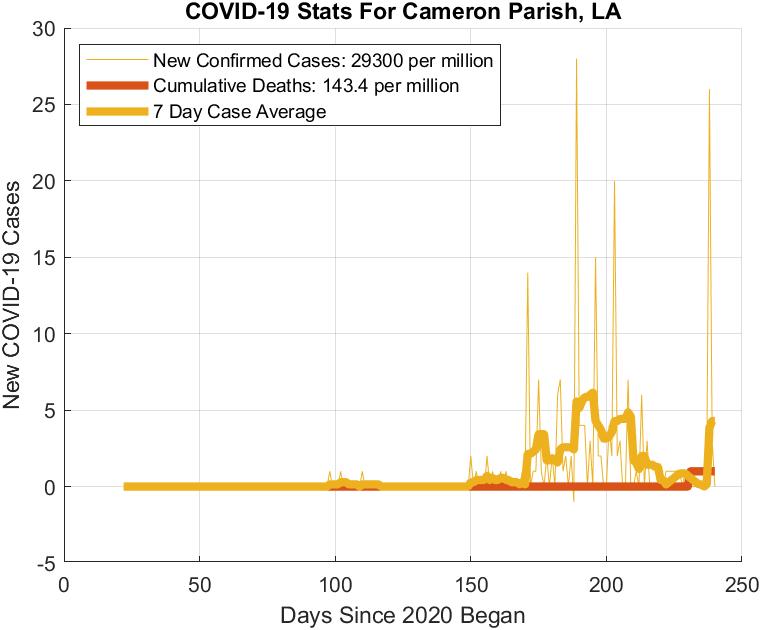 COVID-19 Stats For Cameron Parish, LA
30
25
20
15
10
5
0
-5
New COVID-19 Cases
New Confirmed Cases: 29300 per million
Cumulative Deaths: 143.4 per million
7 Day Case Average
0 50 100 150 200 250
Days Since 2020 Began